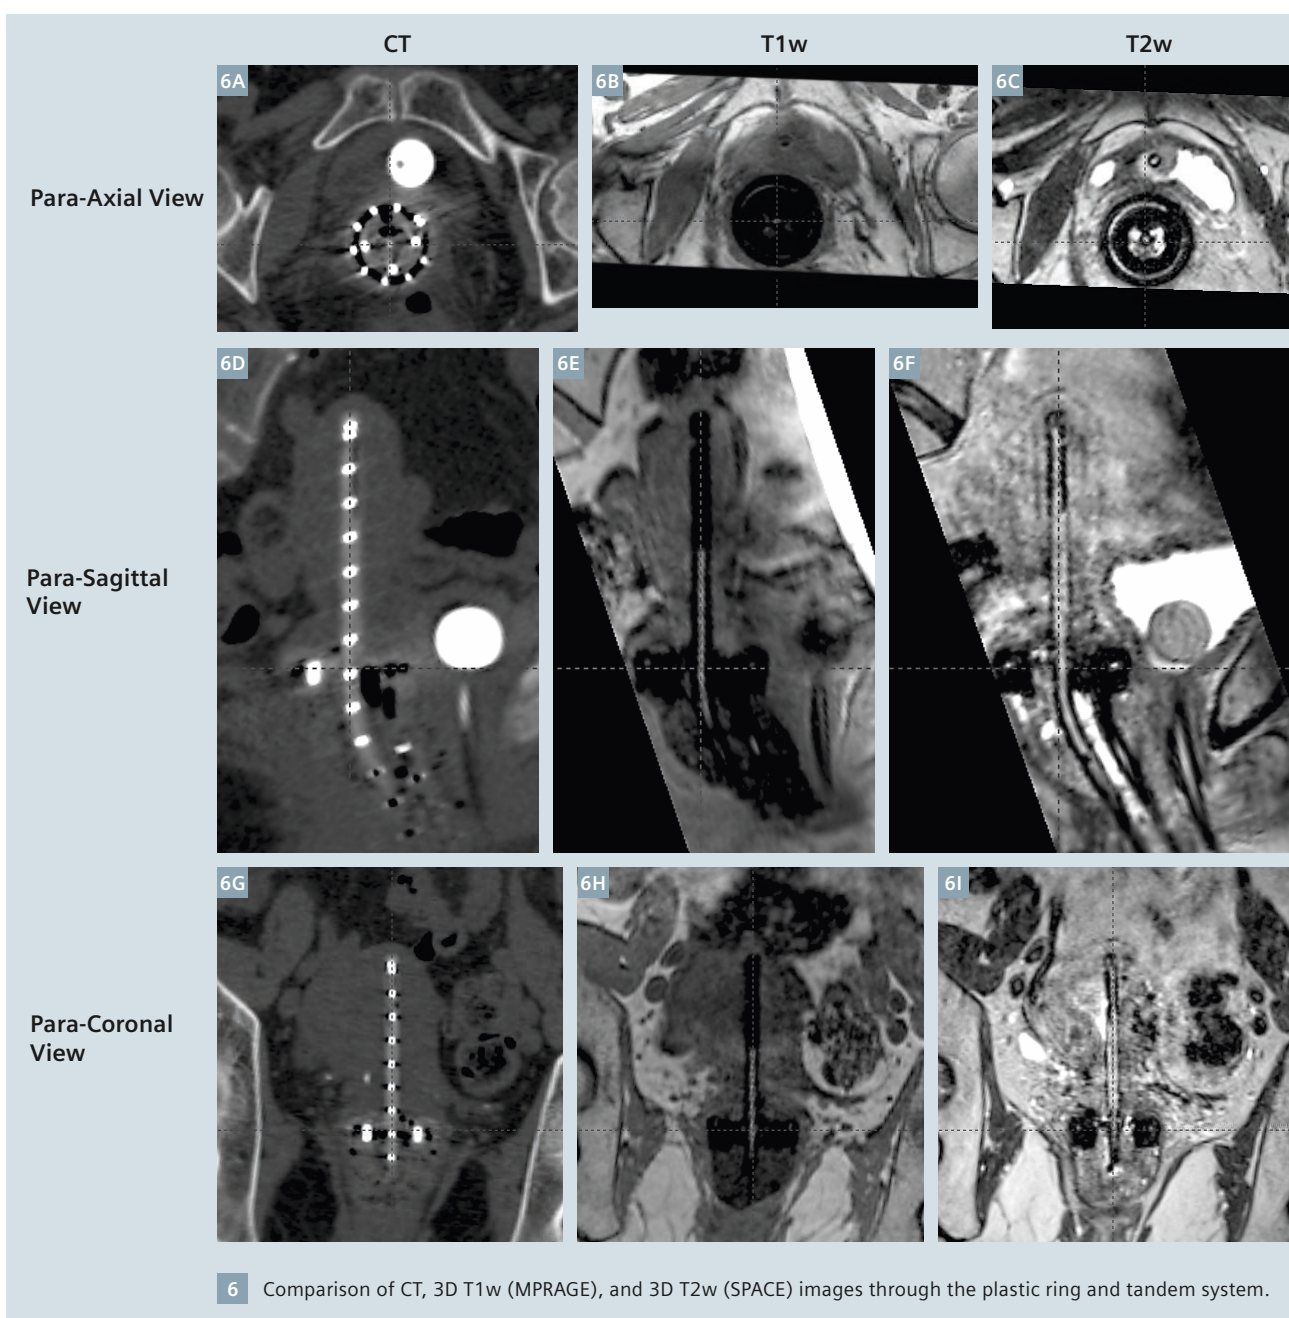 CT
T1w
T2w
6A
6B
6C
Para-Axial View
6D
6E
6F
Para-Sagittal
View
6G
6H
6I
Para-Coronal
View
6 Comparison of CT, 3D T1w (MPRAGE), and 3D T2w (SPACE) images through the plastic ring and tandem system.